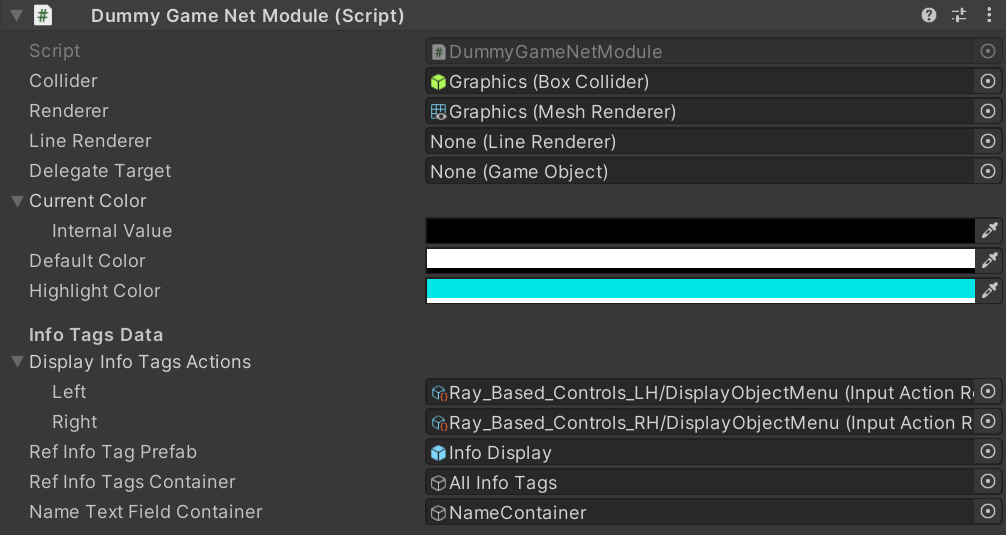 Dummy Game Net Module (Script)
Script DummyGameNetModule
Collider Graphics (Box Collider)
Renderer Graphics (Mesh Renderer)
Line Renderer None (Line Renderer)
Delegate Target None (Game Object)
Current Color
Internal Value
Default Color
Highlight Color
Info Tags Data
Display Info Tags Actions
Left Ray_Based_Controls_LH/DisplayObjectMenu (Input Action Re
Right Ray_Based_Controls_RH/DisplayObjectMenu (Input Action R
Ref Info Tag Prefab Info Display
Ref Info Tags Container All Info Tags
Name Text Field Container NameContainer